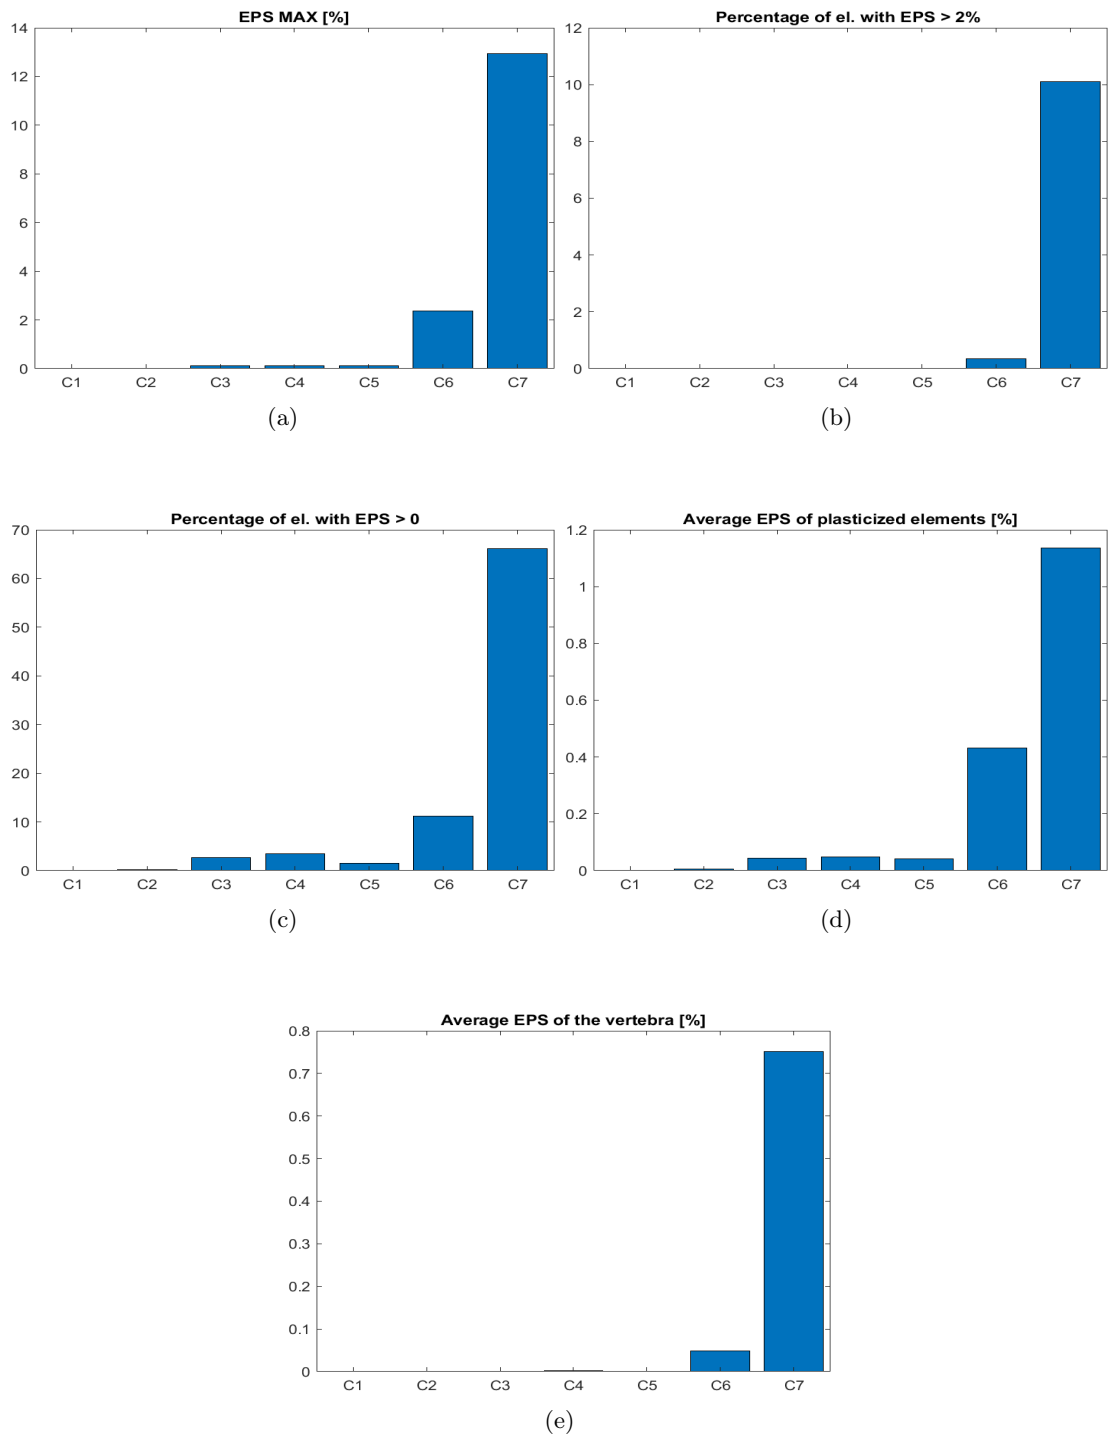 EPS MAX [%]
14
12
10
8
6
4
2
0
C1 C2 C3 C4 C5 C6 C7
(a)
Percentage of el. with EPS > 2%
12
10
8
6
4
2
0
C1 C2 C3 C4 C5 C6 C7
(b)
Percentage of el. with EPS > 0
70
60
50
40
30
20
10
0
C1 C2 C3 C4 C5 C6 C7
(c)
Average EPS of plasticized elements [%]
1.2
1
0.8
0.6
0.4
0.2
0
C1 C2 C3 C4 C5 C6 C7
(d)
Average EPS of the vertebra [%]
0.8
0.7
0.6
0.5
0.4
0.3
0.2
0.1
0
C1 C2 C3 C4 C5 C6 C7
(e)